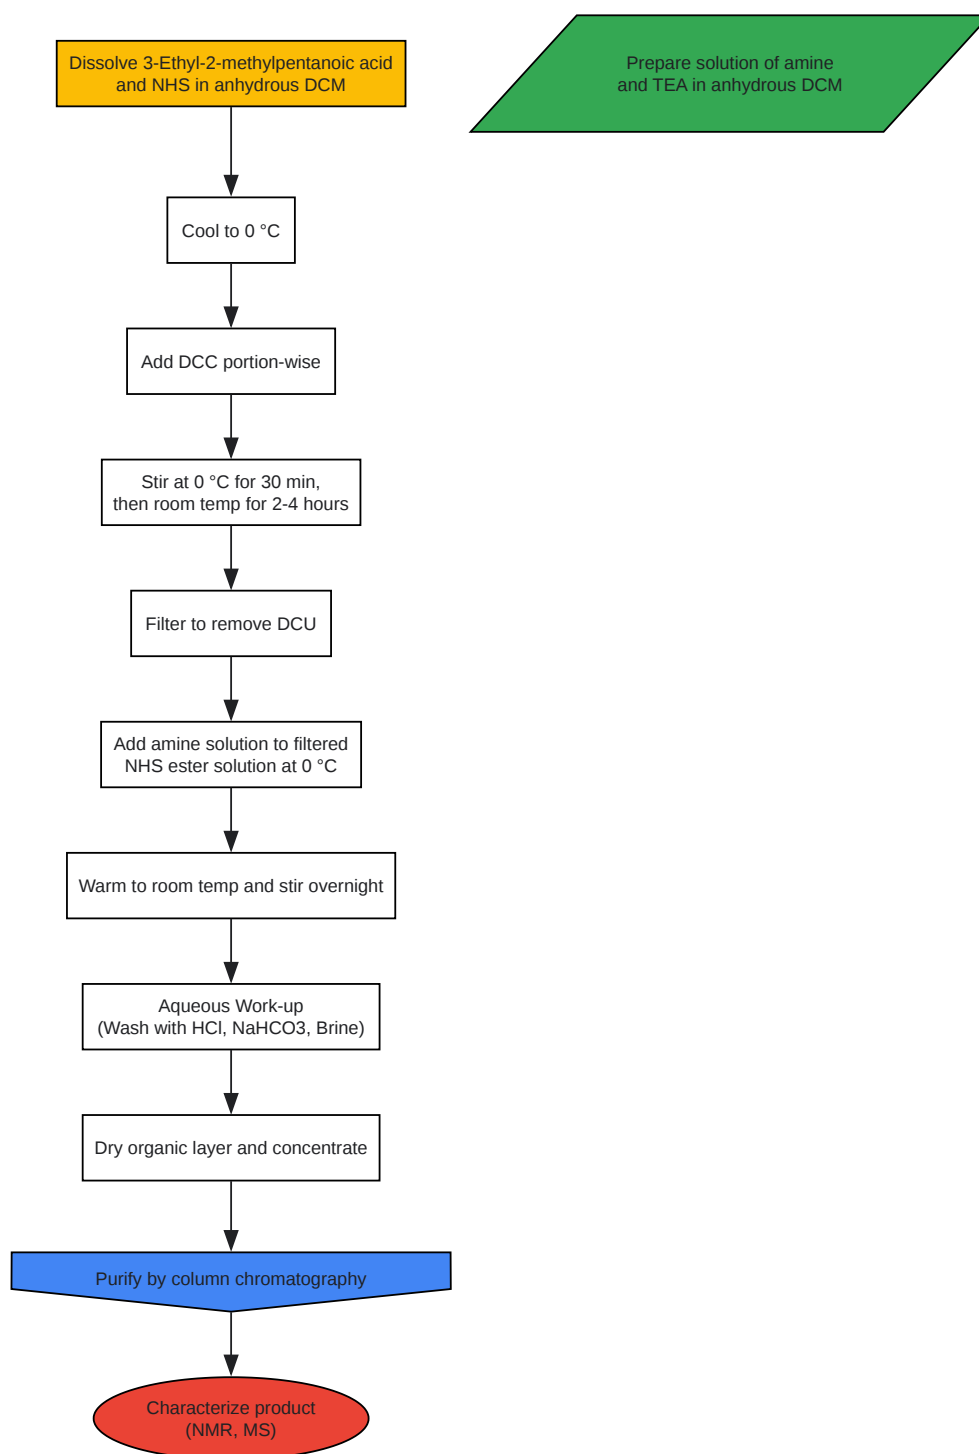 Dissolve 3-Ethyl-2-methylpentanoic acid
and NHS in anhydrous DCM
Prepare solution of amine
and TEA in anhydrous DCM
Cool to 0 °C
Add DCC portion-wise
Stir at 0 °C for 30 min,
then room temp for 2-4 hours
Filter to remove DCU
Add amine solution to filtered
NHS ester solution at 0 °C
Warm to room temp and stir overnight
Aqueous Work-up
(Wash with HCl, NaHCO3, Brine)
Dry organic layer and concentrate
Purify by column chromatography
Characterize product
(NMR, MS)